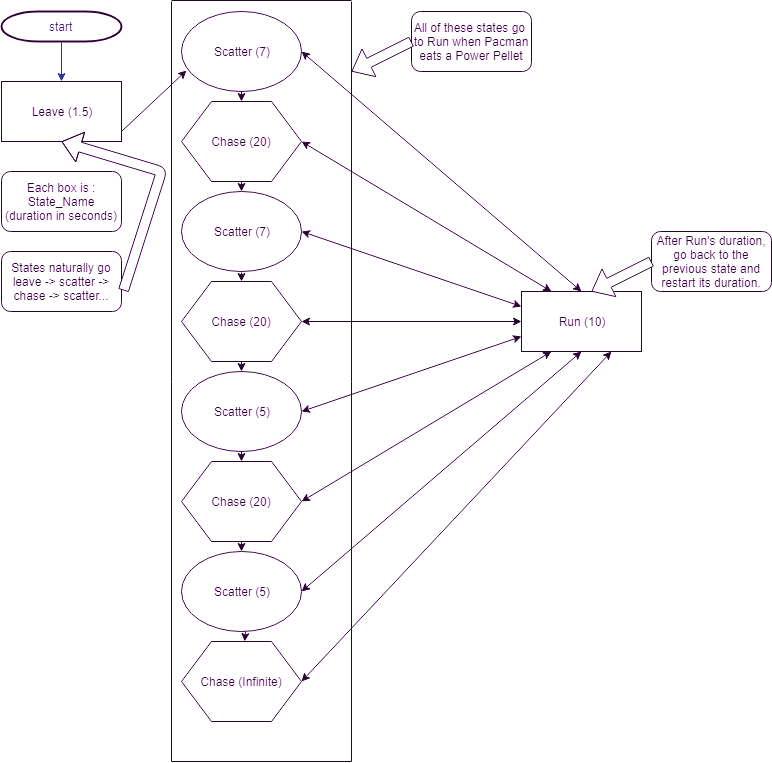 start
Leave (1.5)
Each box is :
State_Name
(duration in seconds)
States naturally go
leave -> scatter ->
chase -> scatter...
Scatter (7)
Chase (20)
Scatter (7)
Chase (20)
Scatter (5)
Chase (20)
Scatter (5)
Chase (Infinite)
All of these states go
to Run when Pacman
eats a Power Pellet
After Run's duration,
go back to the
previous state and
restart its duration.
Run (10)